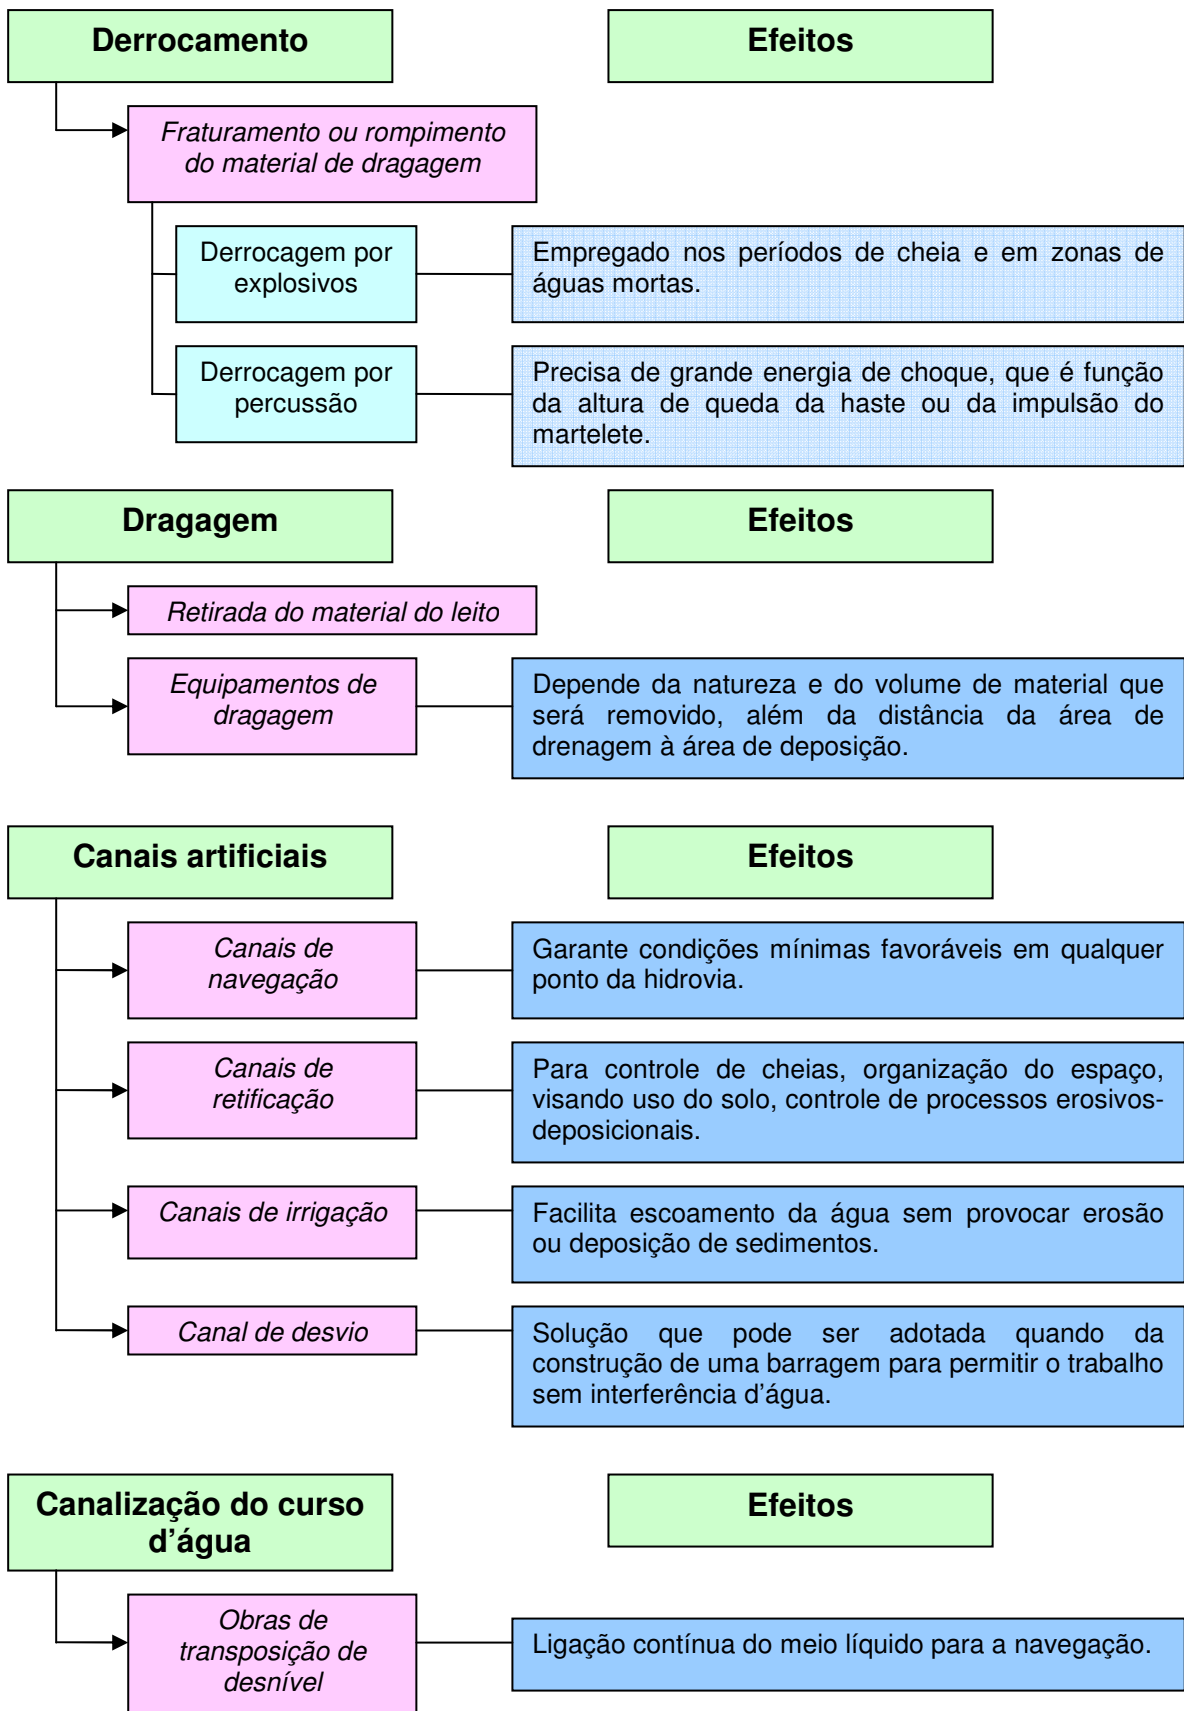 Derrocamento
Efeitos
Fraturamento ou rompimento
do material de dragagem
Derrocagem por
explosivos
Empregado nos períodos de cheia e em zonas de
águas mortas.
Derrocagem por
percussão
Precisa de grande energia de choque, que é função
da altura de queda da haste ou da impulsão do
martelete.
Dragagem
Efeitos
Retirada do material do leito
Equipamentos de
dragagem
Depende da natureza e do volume de material que
será removido, além da distância da área de
drenagem à área de deposição.
Canais artificiais
Efeitos
Canais de
navegação
Garante condições mínimas favoráveis em qualquer
ponto da hidrovia.
Canais de
retificação
Para controle de cheias, organização do espaço,
visando uso do solo, controle de processos erosivos-
deposicionais.
Canais de irrigação
Facilita escoamento da água sem provocar erosão
ou deposição de sedimentos.
Canal de desvio
Solução que pode ser adotada quando da
construção de uma barragem para permitir o trabalho
sem interferência d'água.
Canalização do curso
d'água
Efeitos
Obras de
transposição de
desnível
Ligação contínua do meio líquido para a navegação.